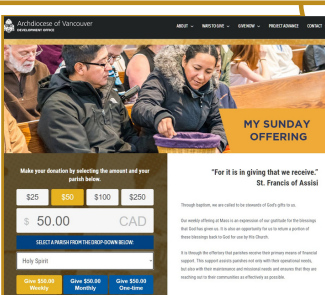 Archdiocese of Vancouver
DEVELOPMENT OFFICE
ABOUT WAYS TO GIVE GIVE NOW PROJECT ADVANCE CONTACT
MY SUNDAY
OFFERING
Make your donation by selecting the amount and your
parish below.
$25 $50 $100 $250
$ 50.00 CAD
SELECT A PARISH FROM THE DROP-DOWN BELOW:
Holy Spirit
Give $50.00
Weekly
Give $50.00
Monthly
Give $50.00
One-time
"For it is in giving that we receive."
St. Francis of Assisi
Through baptism, we are called to be stewards of God's gifts to us.
Our weekly offering at Mass is an expression of our gratitude for the blessings
that God has given us. It is also an opportunity for us to return a portion of
these blessings back to God for use by His Church.
It is through the offertory that parishes receive their primary means of financial
support. This support assists parishes not only with their operational needs,
but also with their maintenance and missional needs and ensures that they are
reaching out to their communities as effectively as possible.